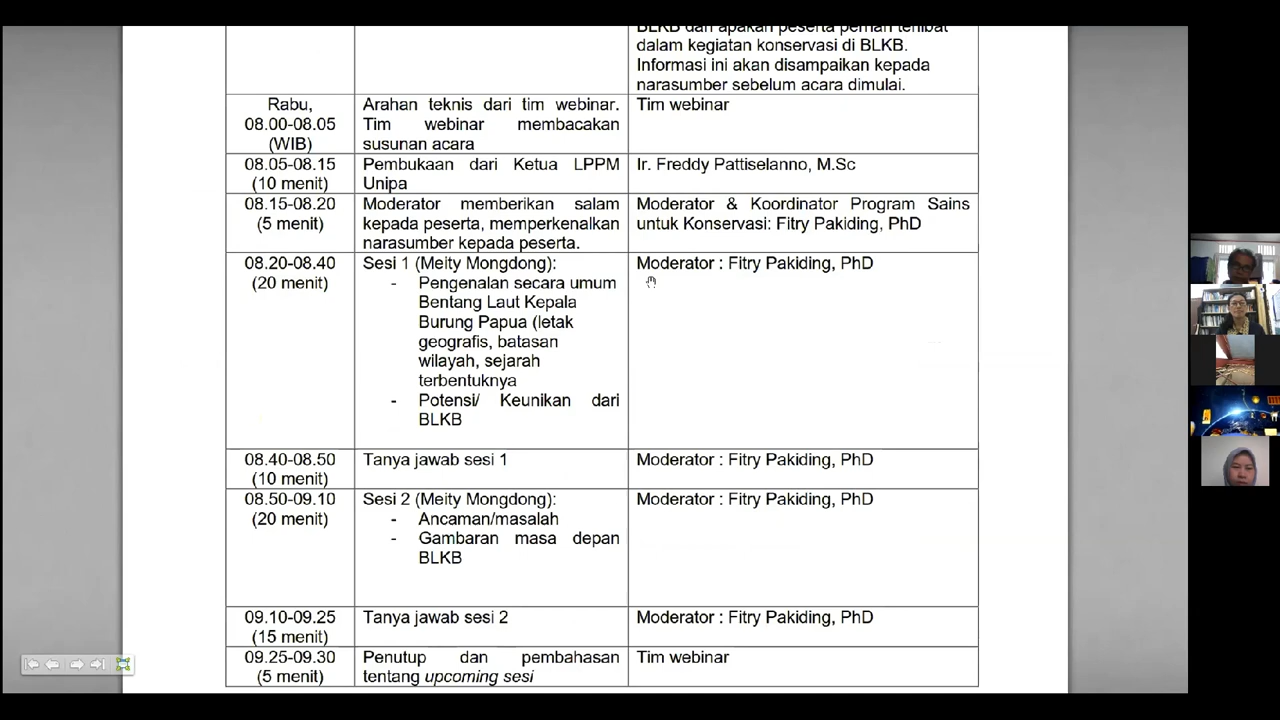 BLKB dan apakah peserta pernah terlibat
dalam kegiatan konservasi di BLKB.
Informasi ini akan disampaikan kepada
narasumber sebelum acara dimulai.
Rabu,
08.00-08.05
(WIB)
Arahan teknis dari tim webinar.
Tim webinar membacakan
susunan acara
Tim webinar
08.05-08.15
(10 menit)
Pembukaan dari Ketua LPPM
Unipa
Ir. Freddy Pattiselanno, M.Sc
08.15-08.20
(5 menit)
Moderator memberikan salam
kepada peserta, memperkenalkan
narasumber kepada peserta.
Moderator & Koordinator Program Sains
untuk Konservasi: Fitry Pakiding, PhD
08.20-08.40
(20 menit)
Sesi 1 (Meity Mongdong):
- Pengenalan secara umum
Bentang Laut Kepala
Burung Papua (letak
geografis, batasan
wilayah, sejarah
terbentuknya
- Potensi/ Keunikan dari
BLKB
Moderator : Fitry Pakiding, PhD
08.40-08.50
(10 menit)
Tanya jawab sesi 1
Moderator : Fitry Pakiding, PhD
08.50-09.10
(20 menit)
Sesi 2 (Meity Mongdong):
- Ancaman/masalah
- Gambaran masa depan
BLKB
Moderator : Fitry Pakiding, PhD
09.10-09.25
(15 menit)
Tanya jawab sesi 2
Moderator : Fitry Pakiding, PhD
09.25-09.30
(5 menit)
Penutup dan pembahasan
tentang upcoming sesi
Tim webinar